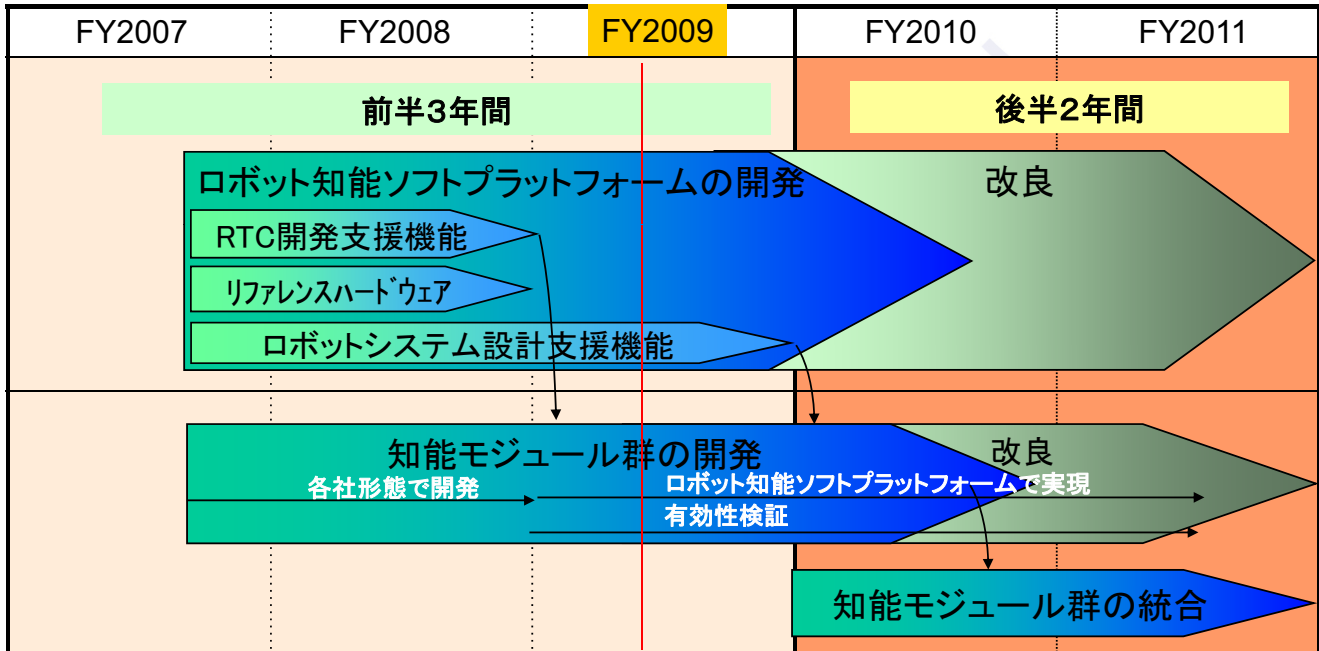 FY2007 FY2008 FY2009 FY2010 FY2011
前半3年間 後半2年間
ロボット知能ソフトプラットフォームの開発 改良
RTC開発支援機能
リファレンスハードウェア
ロボットシステム設計支援機能
知能モジュール群の開発 改良
各社形態で開発 ロボット知能ソフトプラットフォームで実現
有効性検証
知能モジュール群の統合